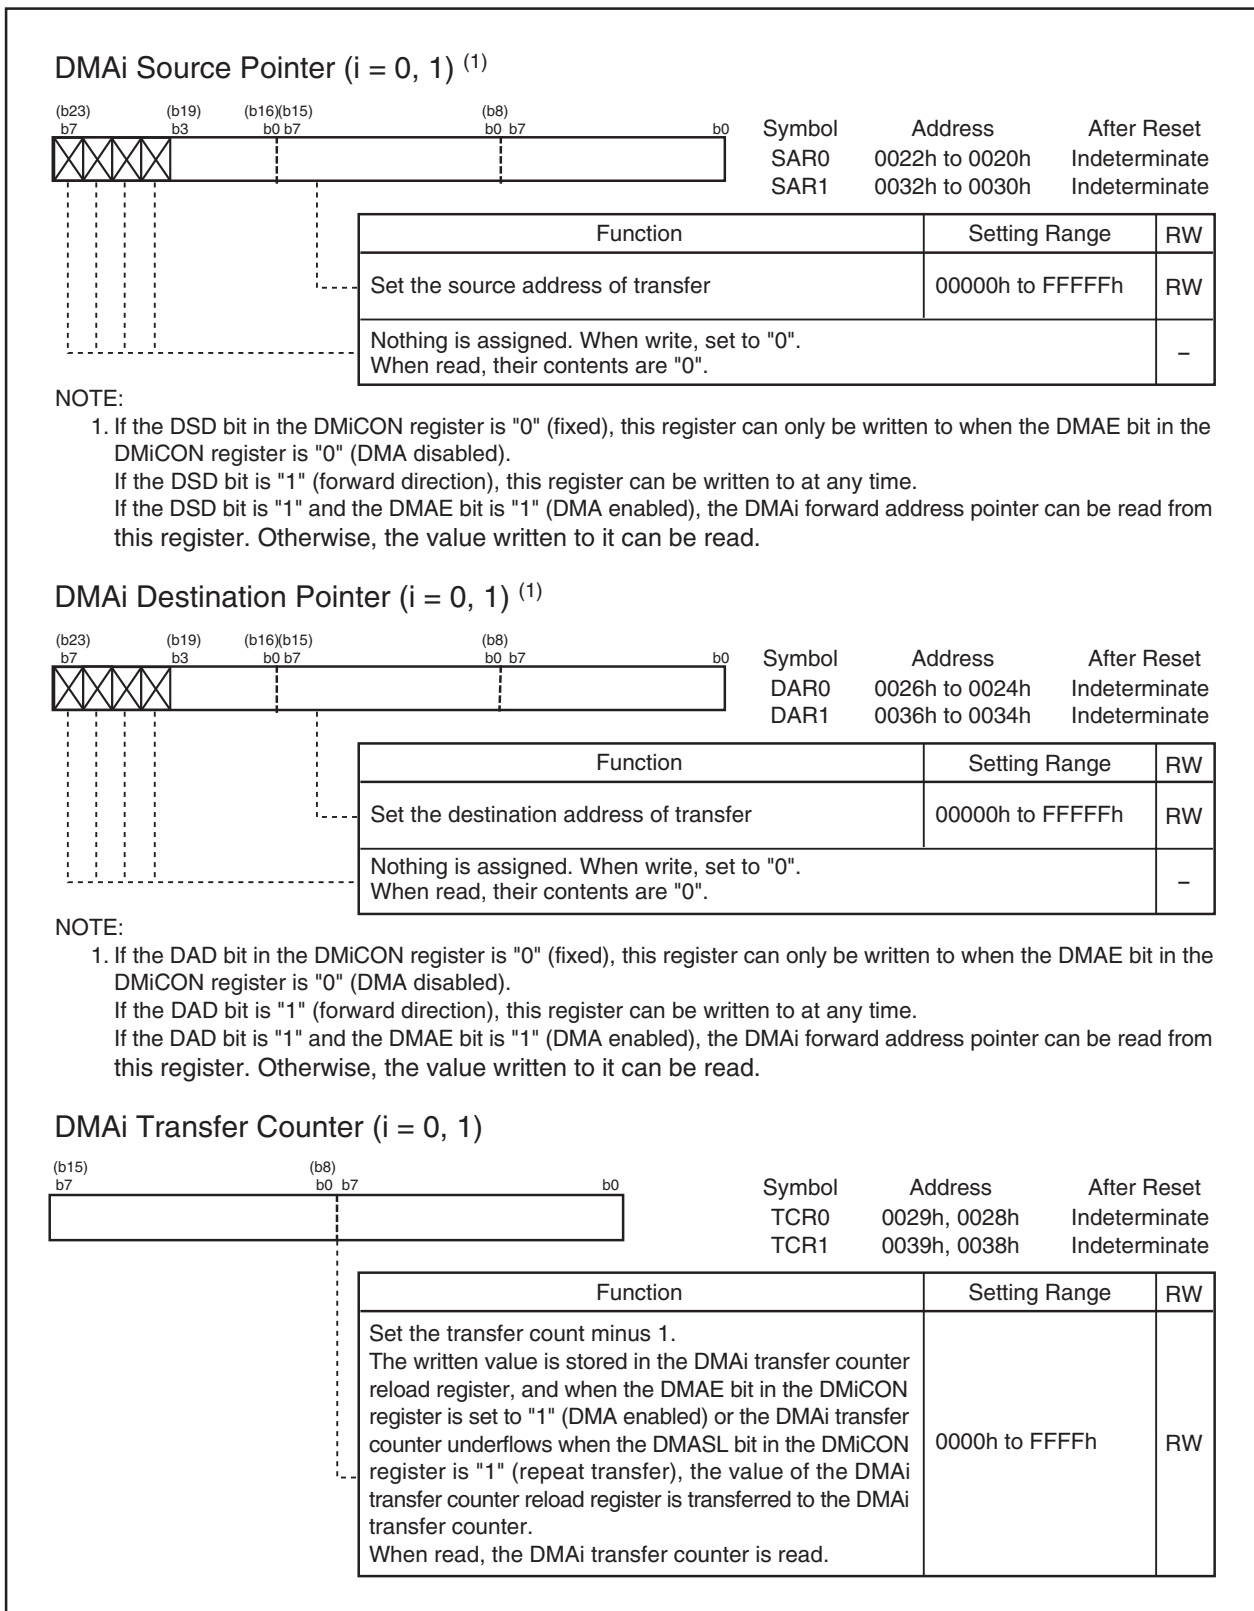 DMAi Source Pointer (i = 0, 1) (1)
(b23) (b19) (b16)(b15) (b8)
b7 b3 b0 b7 b0 b7 b0
Symbol Address After Reset
SAR0 0022h to 0020h Indeterminate
SAR1 0032h to 0030h Indeterminate
Function Setting Range RW
Set the source address of transfer 00000h to FFFFFh RW
Nothing is assigned. When write, set to "0".
When read, their contents are "0". –
NOTE:
1. If the DSD bit in the DMiCON register is "0" (fixed), this register can only be written to when the DMAE bit in the
DMiCON register is "0" (DMA disabled).
If the DSD bit is "1" (forward direction), this register can be written to at any time.
If the DSD bit is "1" and the DMAE bit is "1" (DMA enabled), the DMAi forward address pointer can be read from
this register. Otherwise, the value written to it can be read.
DMAi Destination Pointer (i = 0, 1) (1)
(b23) (b19) (b16)(b15) (b8)
b7 b3 b0 b7 b0 b7 b0
Symbol Address After Reset
DAR0 0026h to 0024h Indeterminate
DAR1 0036h to 0034h Indeterminate
Function Setting Range RW
Set the destination address of transfer 00000h to FFFFFh RW
Nothing is assigned. When write, set to "0".
When read, their contents are "0". –
NOTE:
1. If the DAD bit in the DMiCON register is "0" (fixed), this register can only be written to when the DMAE bit in the
DMiCON register is "0" (DMA disabled).
If the DAD bit is "1" (forward direction), this register can be written to at any time.
If the DAD bit is "1" and the DMAE bit is "1" (DMA enabled), the DMAi forward address pointer can be read from
this register. Otherwise, the value written to it can be read.
DMAi Transfer Counter (i = 0, 1)
(b15) (b8)
b7 b0 b7 b0
Symbol Address After Reset
TCR0 0029h, 0028h Indeterminate
TCR1 0039h, 0038h Indeterminate
Function Setting Range RW
Set the transfer count minus 1.
The written value is stored in the DMAi transfer counter
reload register, and when the DMAE bit in the DMiCON
register is set to "1" (DMA enabled) or the DMAi transfer
counter underflows when the DMASL bit in the DMiCON
register is "1" (repeat transfer), the value of the DMAi
transfer counter reload register is transferred to the DMAi
transfer counter.
When read, the DMAi transfer counter is read.
0000h to FFFFh RW